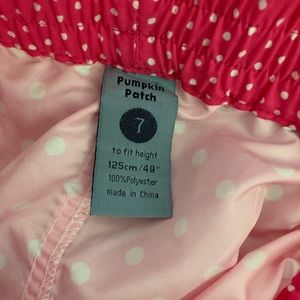 Pumpkin
Patch
7
to fit height
125cm/49"
100%Polyester
made in China